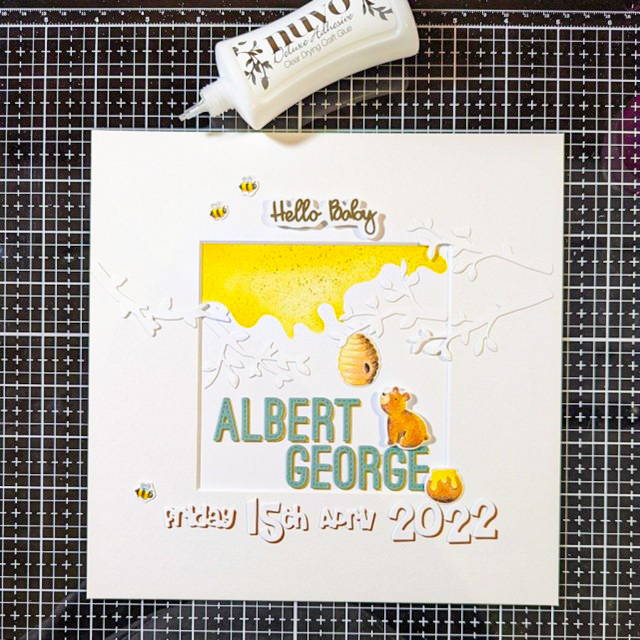 nuvo
Deluxe Adhesive
Clear Drying Craft Glue
Hello Baby
ALBERT
GEORGE
Friday 15th April 2022